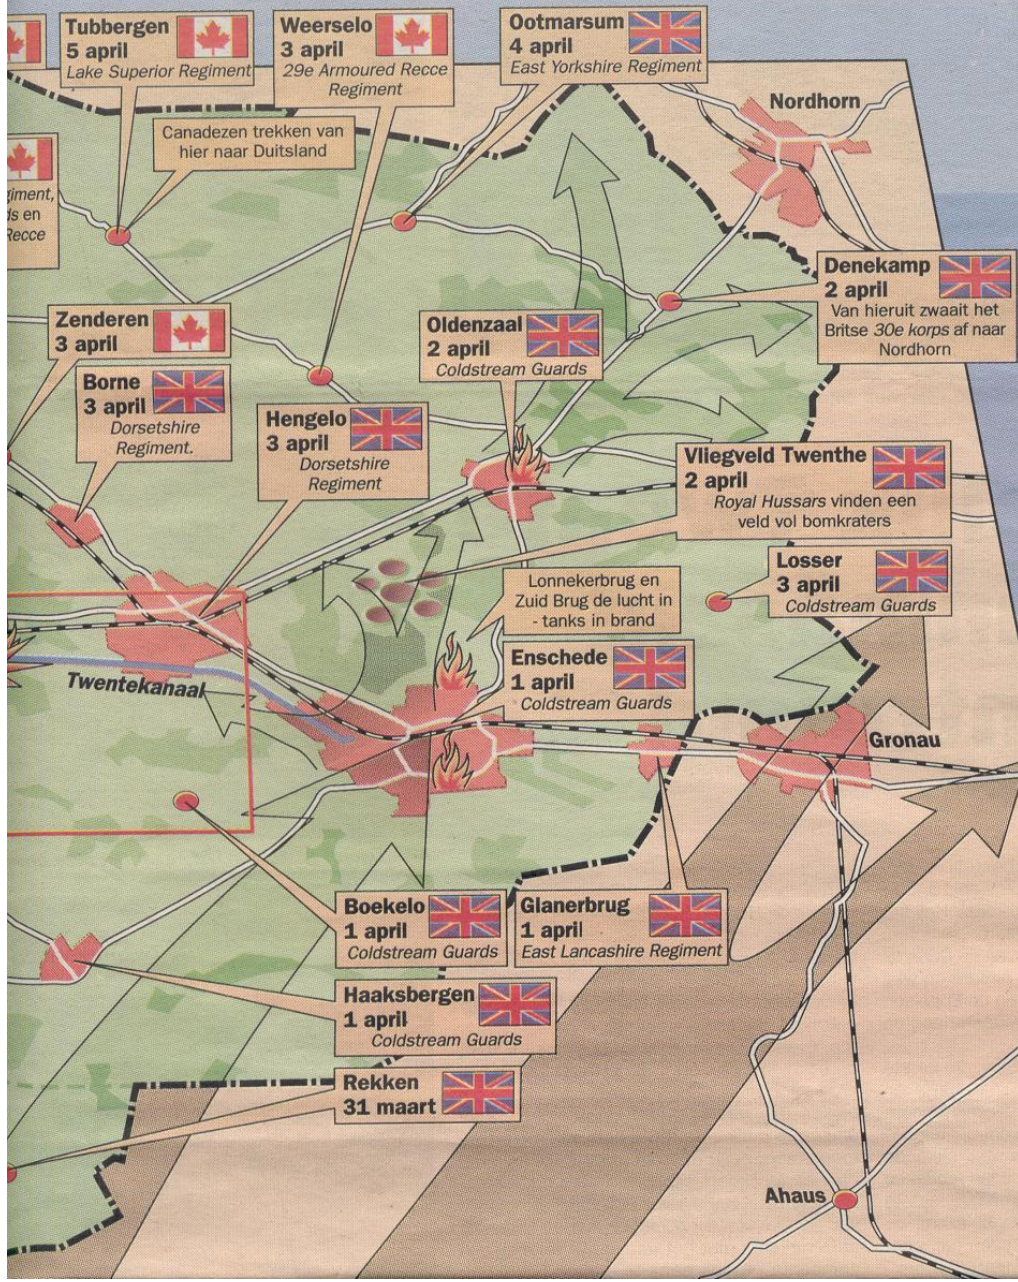 Tubbergen
5 april
Lake Superior Regiment
Weerselo
3 april
29e Armoured Recce
Regiment
Ootmarsum
4 april
East Yorkshire Regiment
Nordhorn
Canadezen trekken van
hier naar Duitsland
en
Recce
Denekamp
2 april
Van hieruit zwaait het
Britse 30e korps af naar
Nordhorn
Zenderen
3 april
Oldenzaal
2 april
Coldstream Guards
Borne
3 april
Dorsetshire
Regiment.
Hengelo
3 april
Dorsetshire
Regiment
Vliegveld Twenthe
2 april
Royal Hussars vinden een
veld vol bomkraters
Losser
3 april
Coldstream Guards
Lonnekerbrug en
Zuid Brug de lucht in
- tanks in brand
Enschede
1 april
Coldstream Guards
Twentekanaal
Gronau
Boekelo
1 april
Coldstream Guards
Glanerbrug
1 april
East Lancashire Regiment
Haaksbergen
1 april
Coldstream Guards
Rekken
31 maart
Ahaus